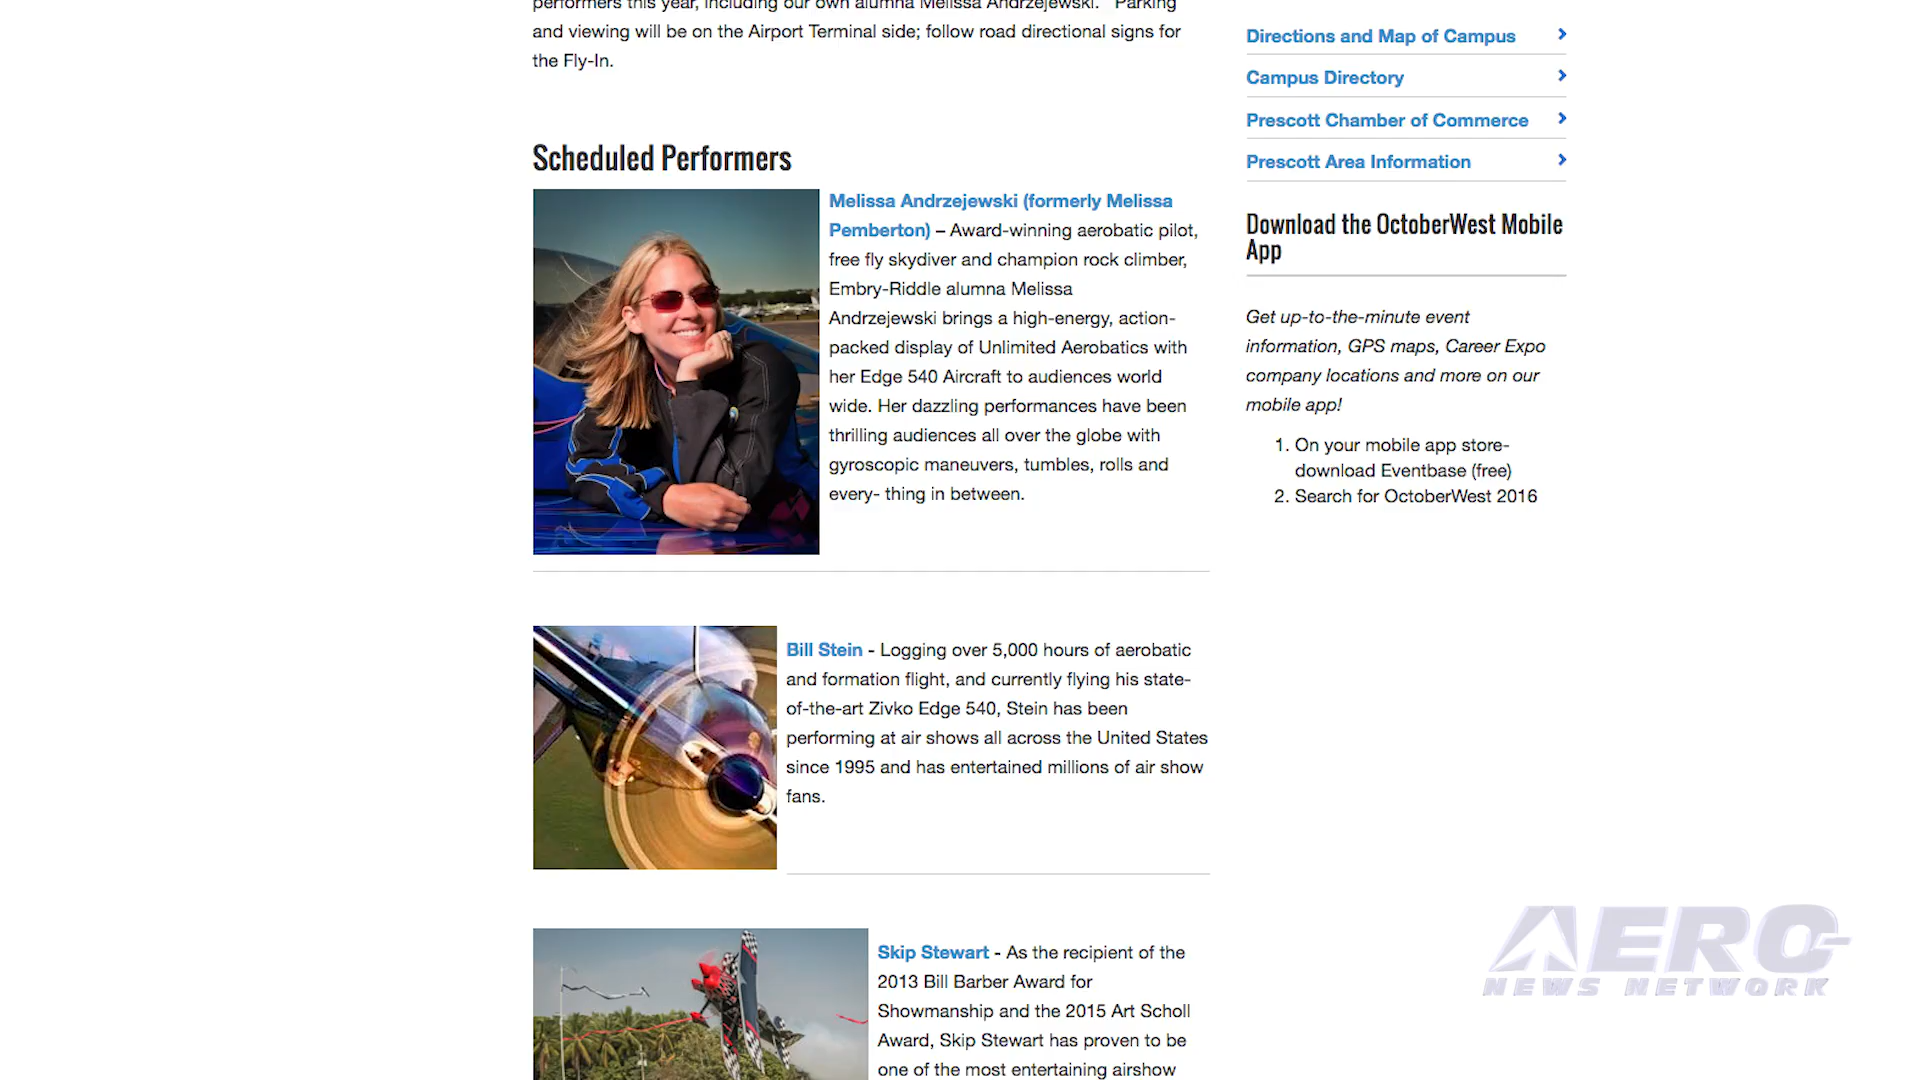 performers this year, including our own alumna Melissa Andrzejewski. Parking
and viewing will be on the Airport Terminal side; follow road directional signs for
the Fly-In.
Scheduled Performers
Melissa Andrzejewski (formerly Melissa
Pemberton) – Award-winning aerobatic pilot,
free fly skydiver and champion rock climber,
Embry-Riddle alumna Melissa
Andrzejewski brings a high-energy, action-
packed display of Unlimited Aerobatics with
her Edge 540 Aircraft to audiences world
wide. Her dazzling performances have been
thrilling audiences all over the globe with
gyroscopic maneuvers, tumbles, rolls and
every- thing in between.
Bill Stein - Logging over 5,000 hours of aerobatic
and formation flight, and currently flying his state-
of-the-art Zivko Edge 540, Stein has been
performing at air shows all across the United States
since 1995 and has entertained millions of air show
fans.
Skip Stewart - As the recipient of the
2013 Bill Barber Award for
Showmanship and the 2015 Art Scholl
Award, Skip Stewart has proven to be
one of the most entertaining airshow
Directions and Map of Campus
Campus Directory
Prescott Chamber of Commerce
Prescott Area Information
Download the OctoberWest Mobile
App
Get up-to-the-minute event
information, GPS maps, Career Expo
company locations and more on our
mobile app!
1. On your mobile app store-
download Eventbase (free)
2. Search for OctoberWest 2016
AERO
NEWS NETWORK